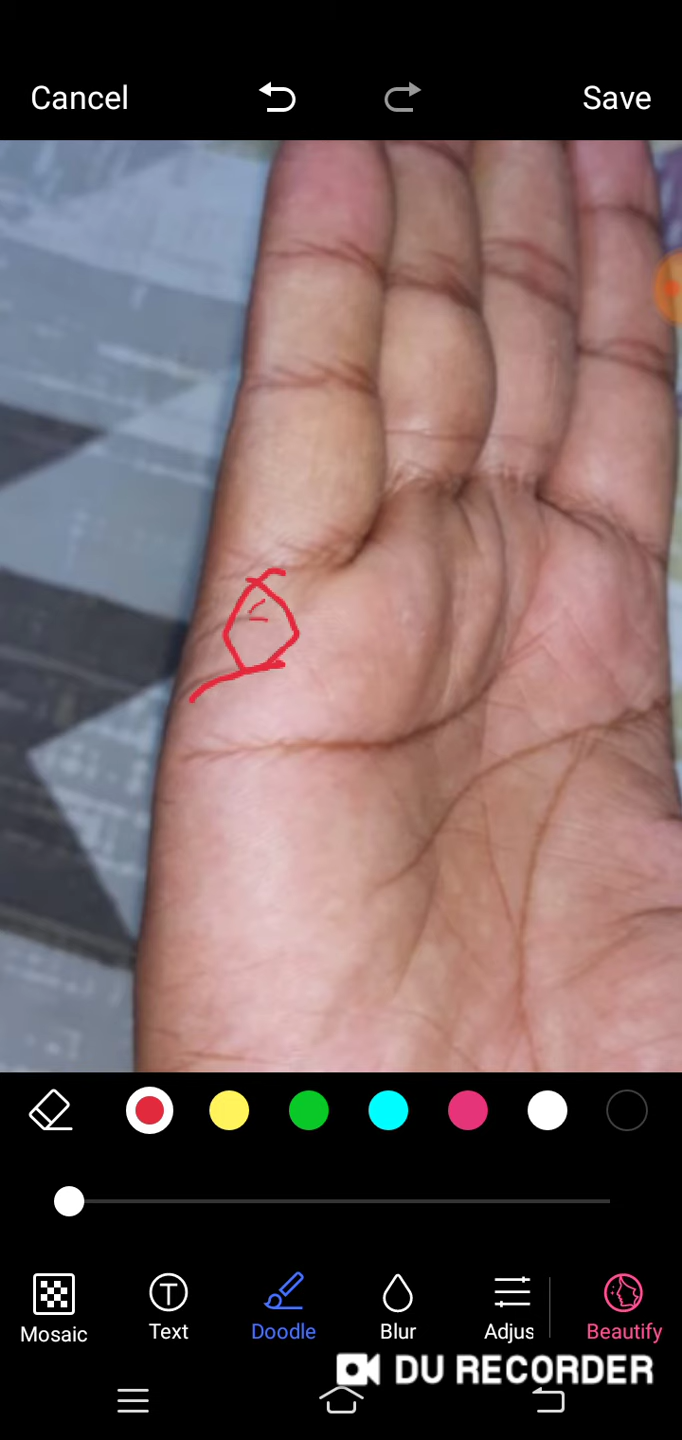 Cancel
Save
Mosaic
Text
Doodle
Blur
Adjus
Beautify
DU RECORDER